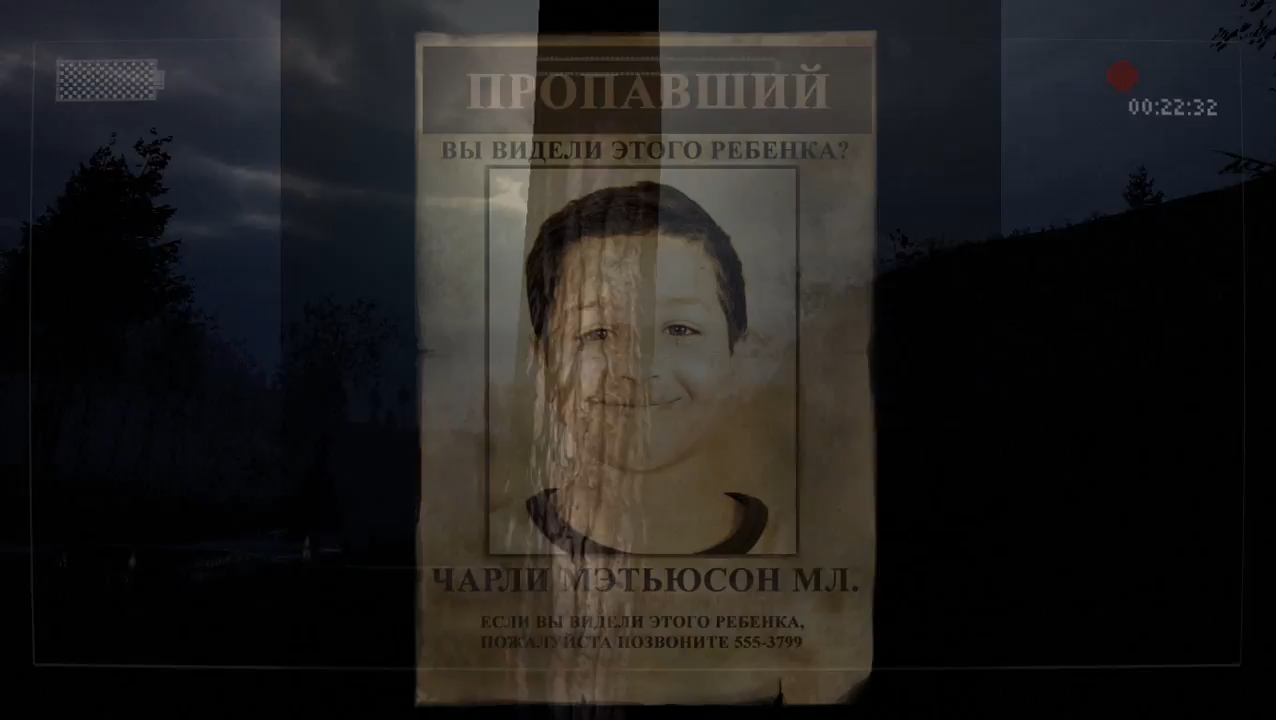 ПРОПАВШИЙ
00:22:32
ВЫ ВИДЕЛИ ЭТОГО РЕБЕНКА?
ЧАРЛИ МЭТЬЮСОН МЛ.
ЕСЛИ ВЫ ВИДЕЛИ ЭТОГО РЕБЕНКА,
ПОЖАЛУЙСТА ПОЗВОНИТЕ 555-3799